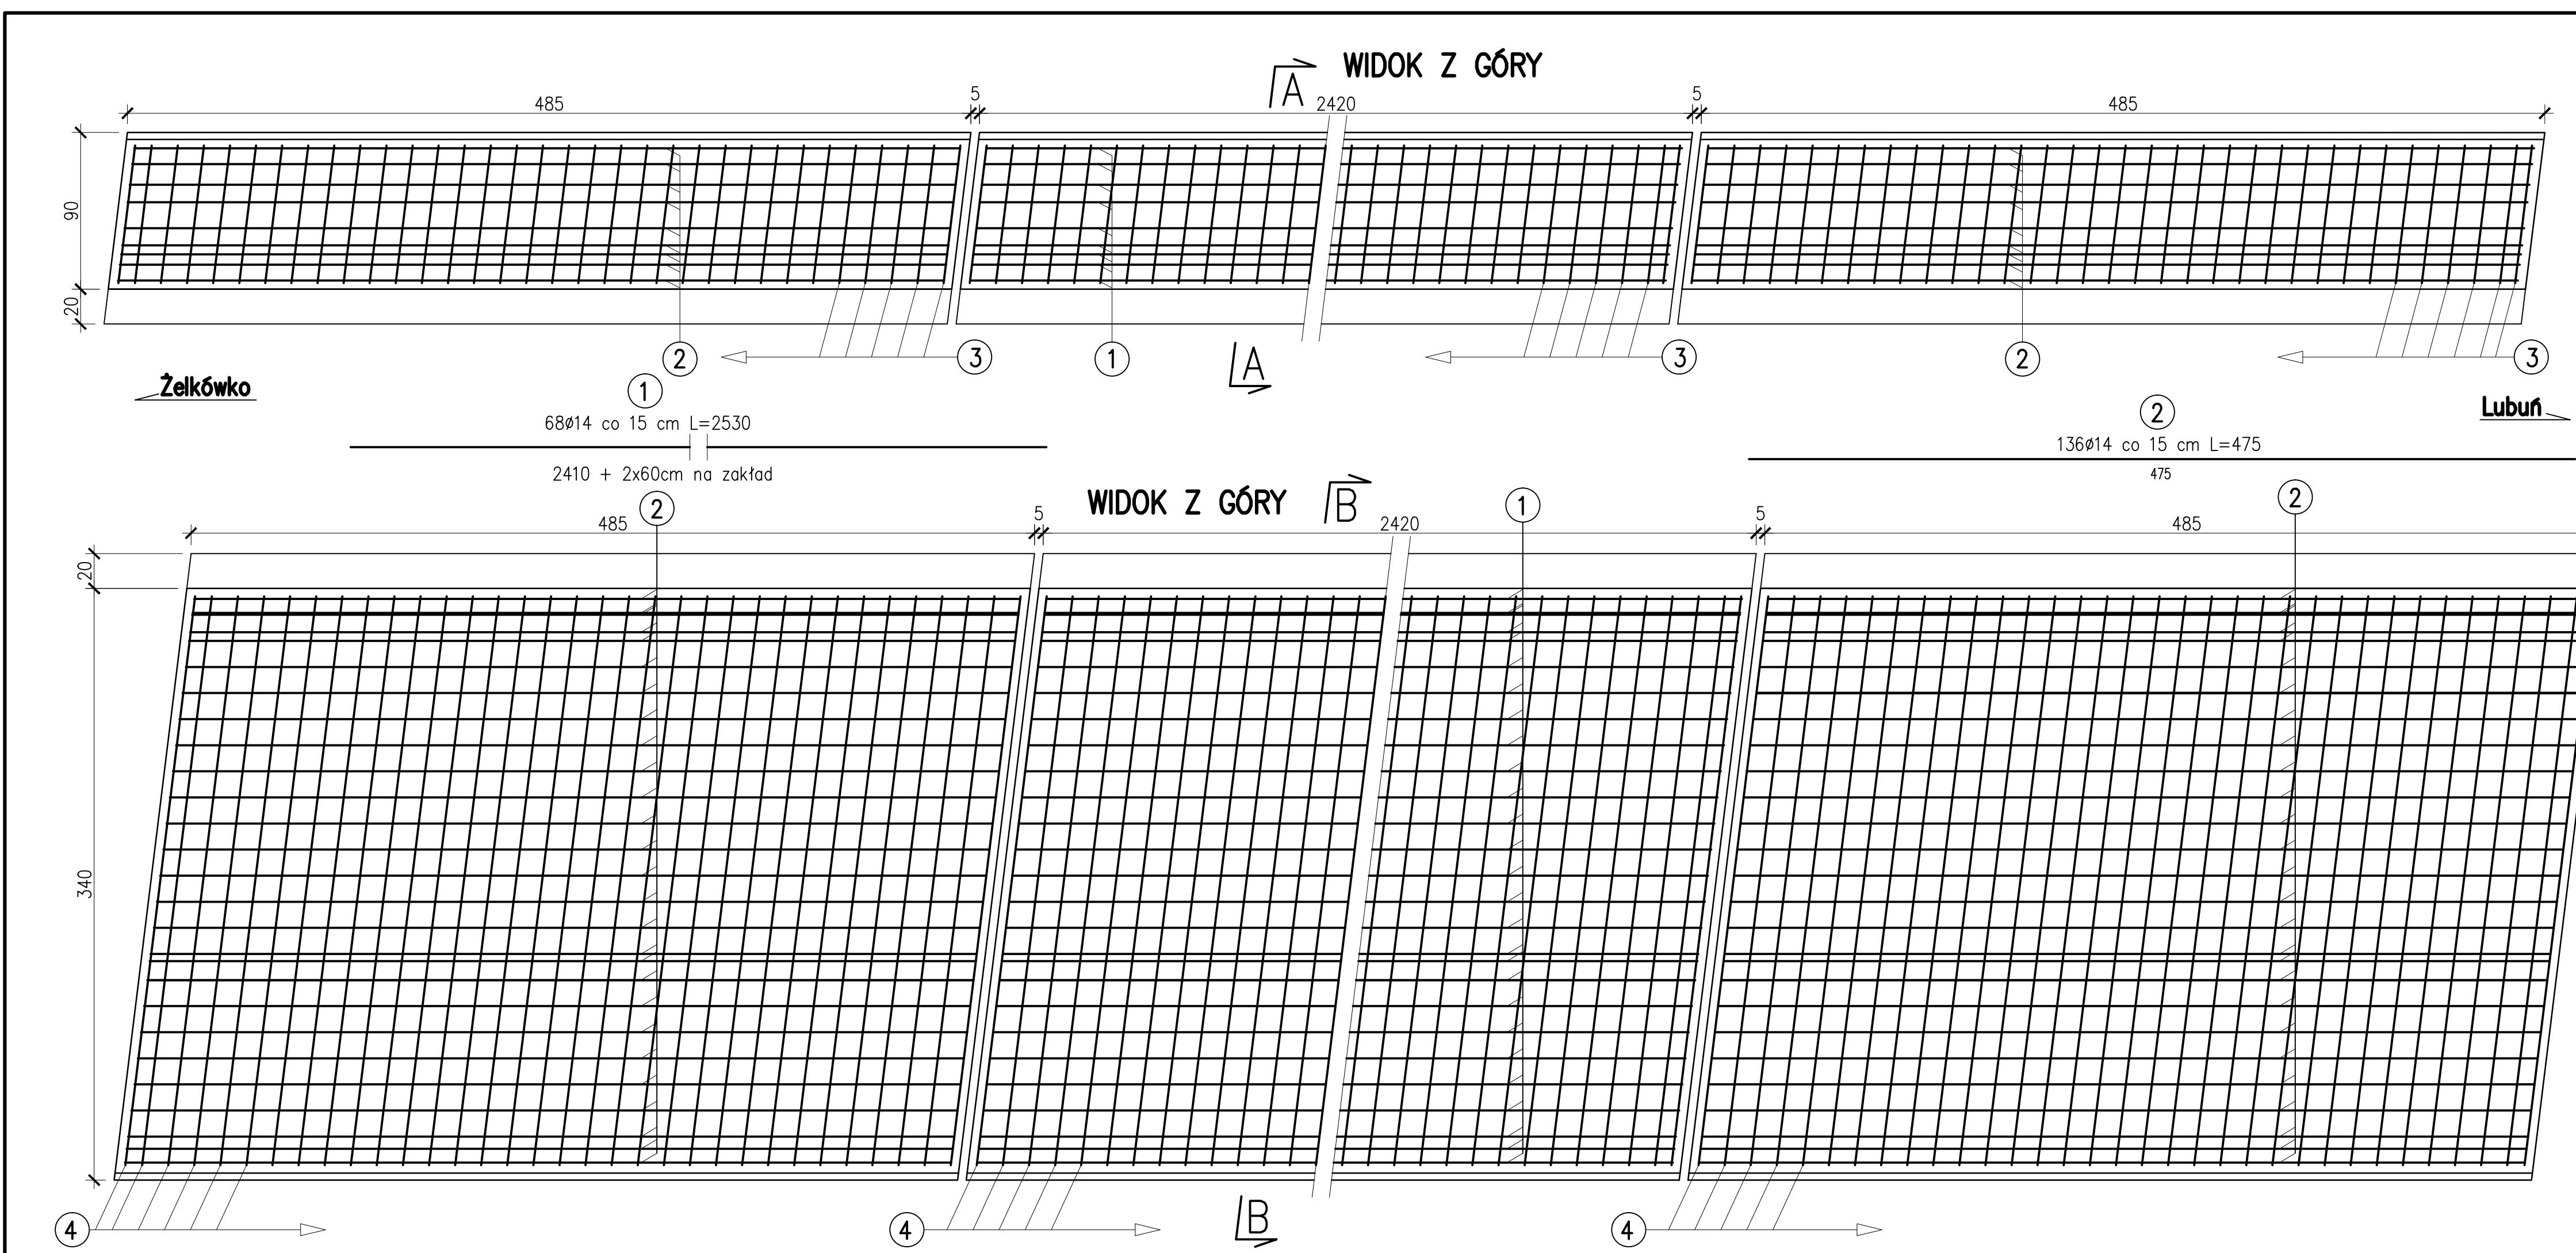 A WIDOK Z GÓRY
485 5 2420 5 485
90
20
2 3 1 A 3 2 3
Żelkówko
Lubuń
1
68ø14 co 15 cm L=2530
2410 + 2x60cm na zakład
2
136ø14 co 15 cm L=475
475
WIDOK Z GÓRY B
2 1 2
485 5 2420 5 485
20
340
4 4 B 4